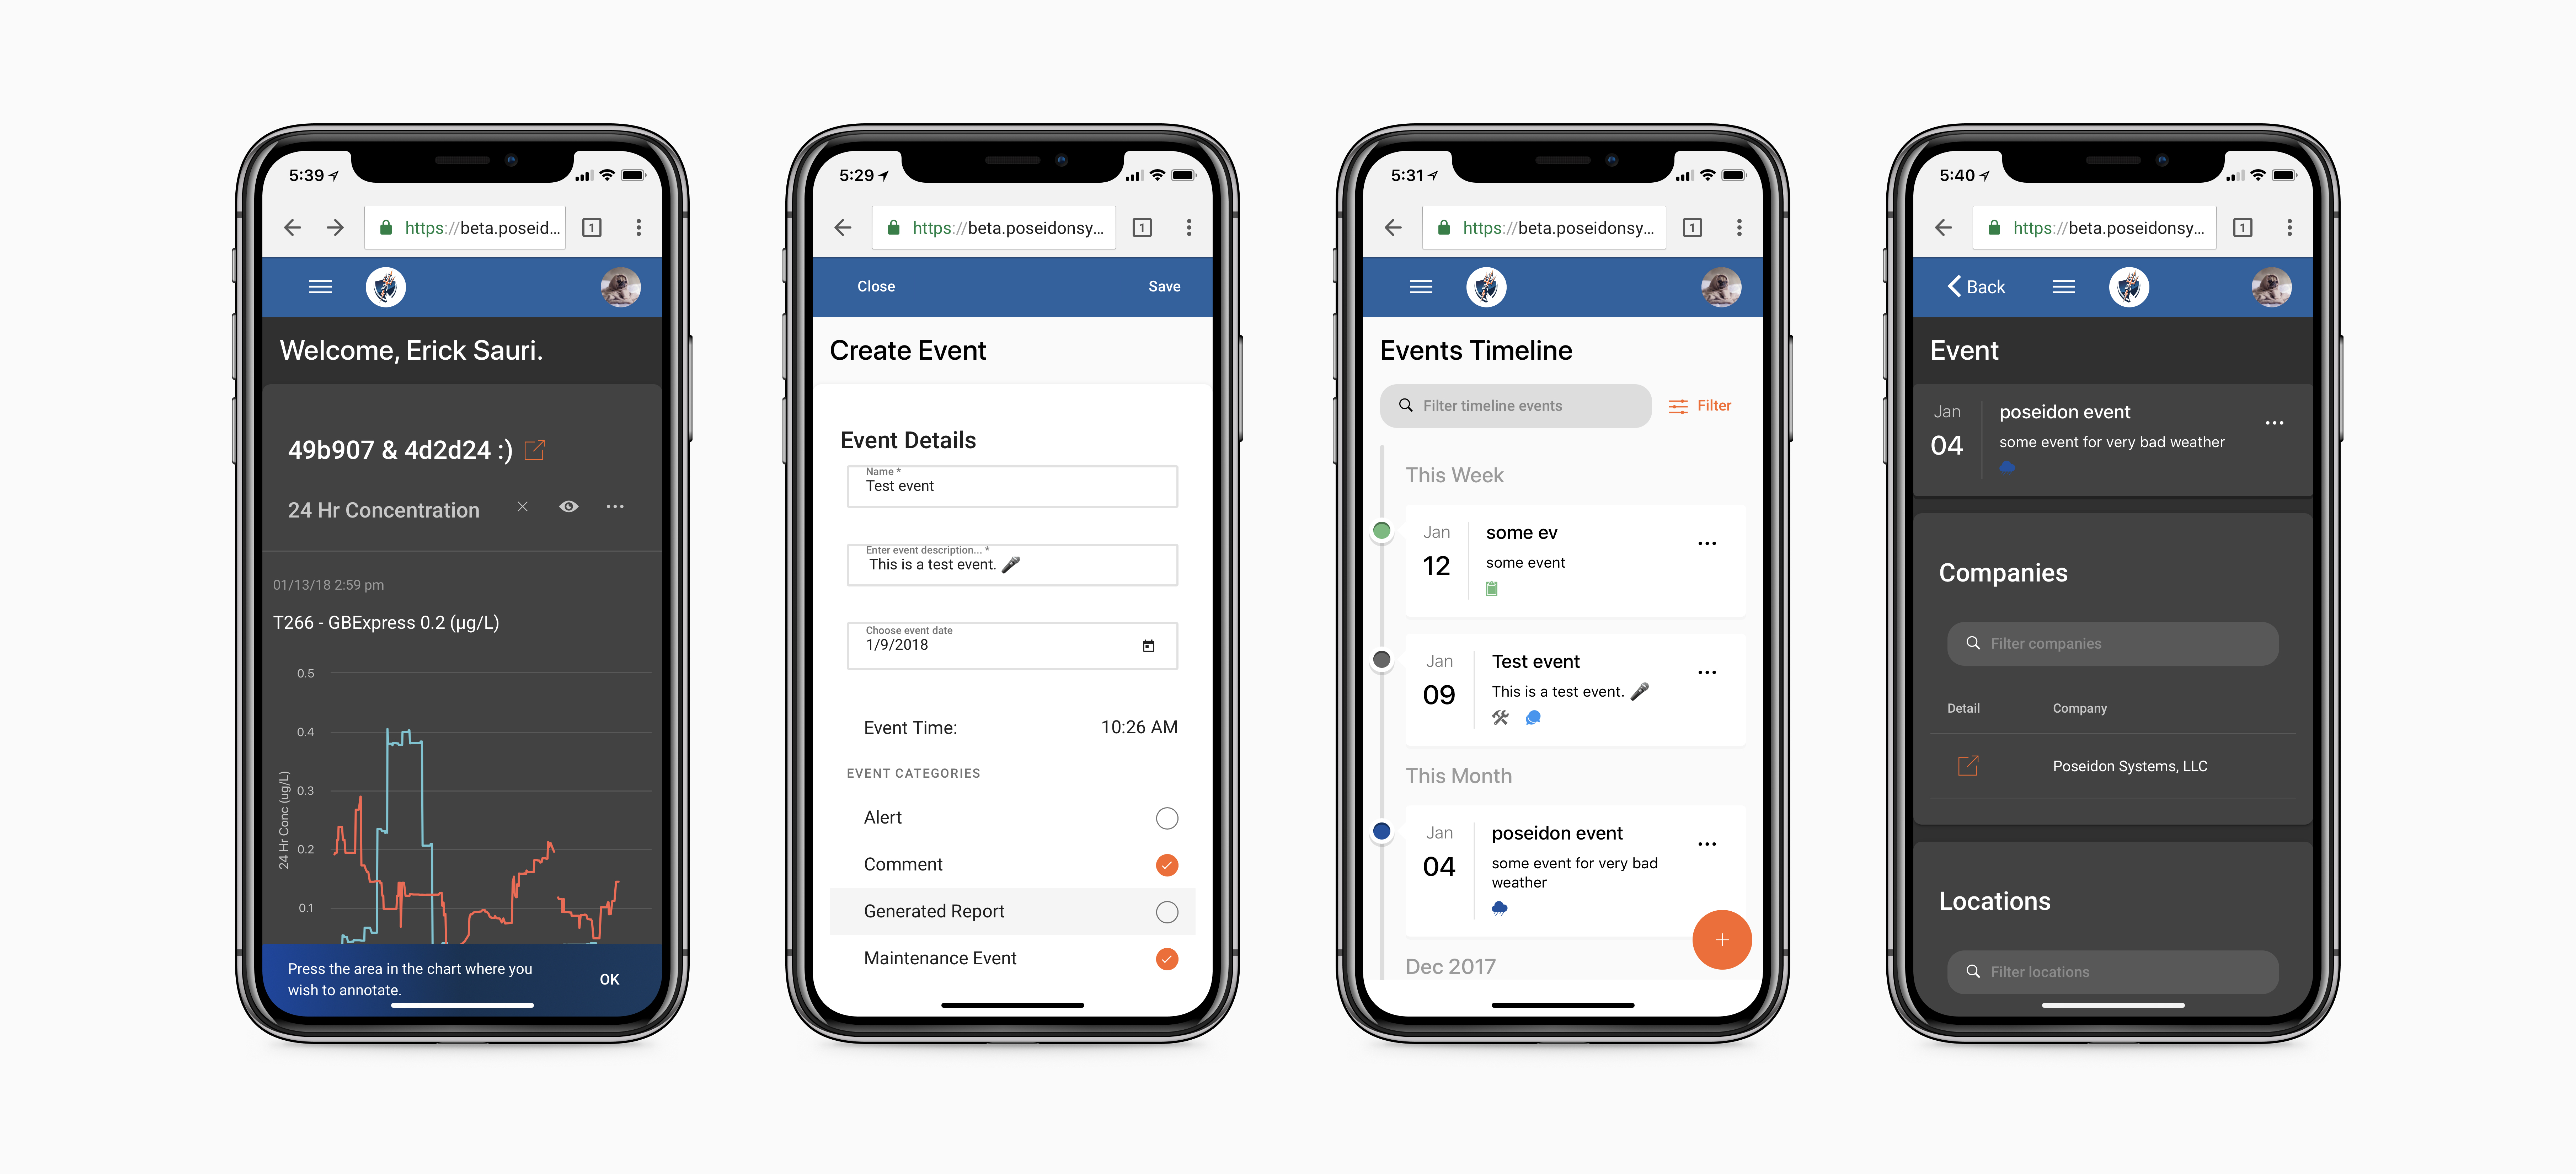 5:39
https://beta.poseid...
1
Welcome, Erick Sauri.
49b907 & 4d2d24 :)
24 Hr Concentration
01/13/18 2:59 pm
T266 - GBExpress 0.2 (µg/L)
24 Hr Conc (ug/L)
0.5
0.4
0.3
0.2
0.1
Press the area in the chart where you
wish to annotate.
OK
5:29
https://beta.poseidonsy...
1
Close
Save
Create Event
Event Details
Name *
Test event
Enter event description... *
This is a test event. 🎤
Choose event date
1/9/2018
Event Time:
10:26 AM
EVENT CATEGORIES
Alert
Comment
Generated Report
Maintenance Event
5:31
https://beta.poseidonsy...
1
Events Timeline
Filter timeline events
Filter
This Week
Jan
12
some ev
some event
Jan
09
Test event
This is a test event. 🎤
This Month
Jan
04
poseidon event
some event for very bad
weather
Dec 2017
5:40
https://beta.poseidonsy...
1
Back
Event
Jan
04
poseidon event
some event for very bad weather
Companies
Filter companies
Detail
Company
Poseidon Systems, LLC
Locations
Filter locations